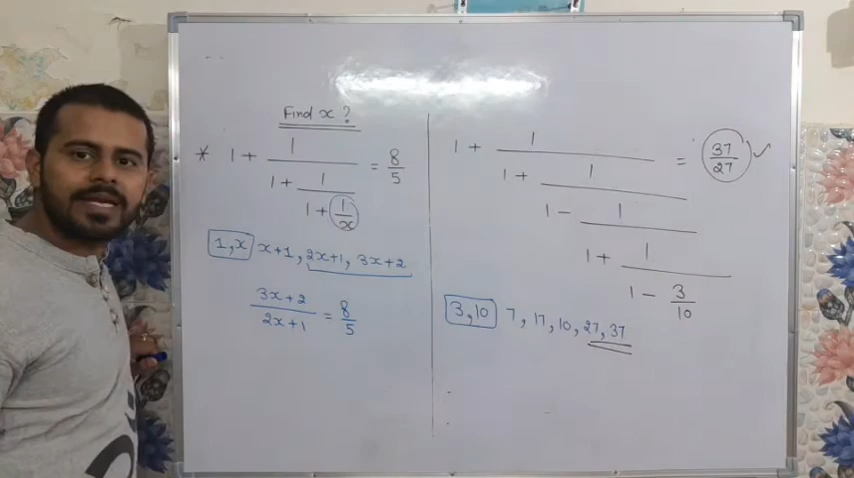 Find x ?
* 1 + 1/(1 + 1/(1 + 1/x)) = 8/5
1, x x+1, 2x+1, 3x+2
(3x+2)/(2x+1) = 8/5
1 + 1/(1 + 1/(1 - 1/(1 + 1/(1 - 3/10)))) = 37/27 ✓
3, 10 7, 17, 10, 27, 37